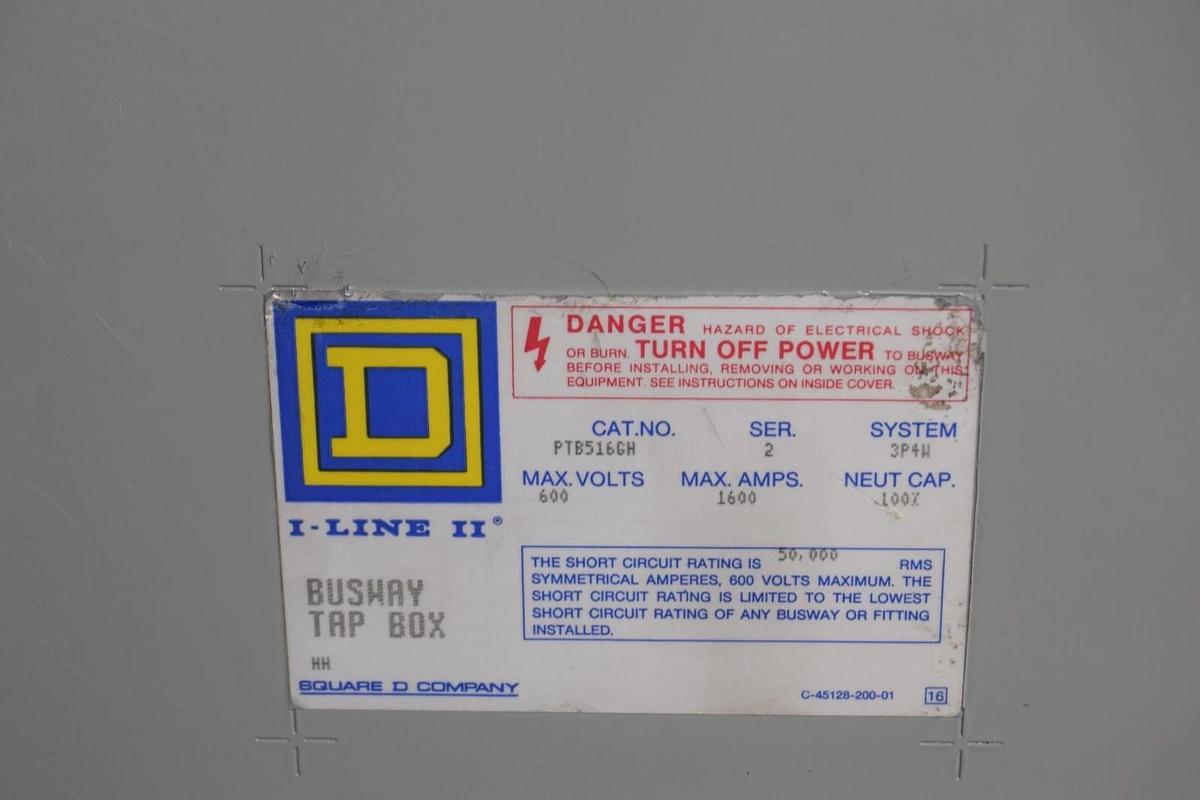 D
I-LINE II®
BUSWAY
TAP BOX
HH
SQUARE D COMPANY
DANGER HAZARD OF ELECTRICAL SHOCK
OR BURN. TURN OFF POWER TO BUSWAY
BEFORE INSTALLING, REMOVING OR WORKING ON THIS
EQUIPMENT. SEE INSTRUCTIONS ON INSIDE COVER.
CAT.NO. SER. SYSTEM
PTB516GH 2 3P4W
MAX. VOLTS MAX. AMPS. NEUT CAP.
600 1600 100%
THE SHORT CIRCUIT RATING IS 50,000 RMS
SYMMETRICAL AMPERES, 600 VOLTS MAXIMUM. THE
SHORT CIRCUIT RATING IS LIMITED TO THE LOWEST
SHORT CIRCUIT RATING OF ANY BUSWAY OR FITTING
INSTALLED.
C-45128-200-01 16